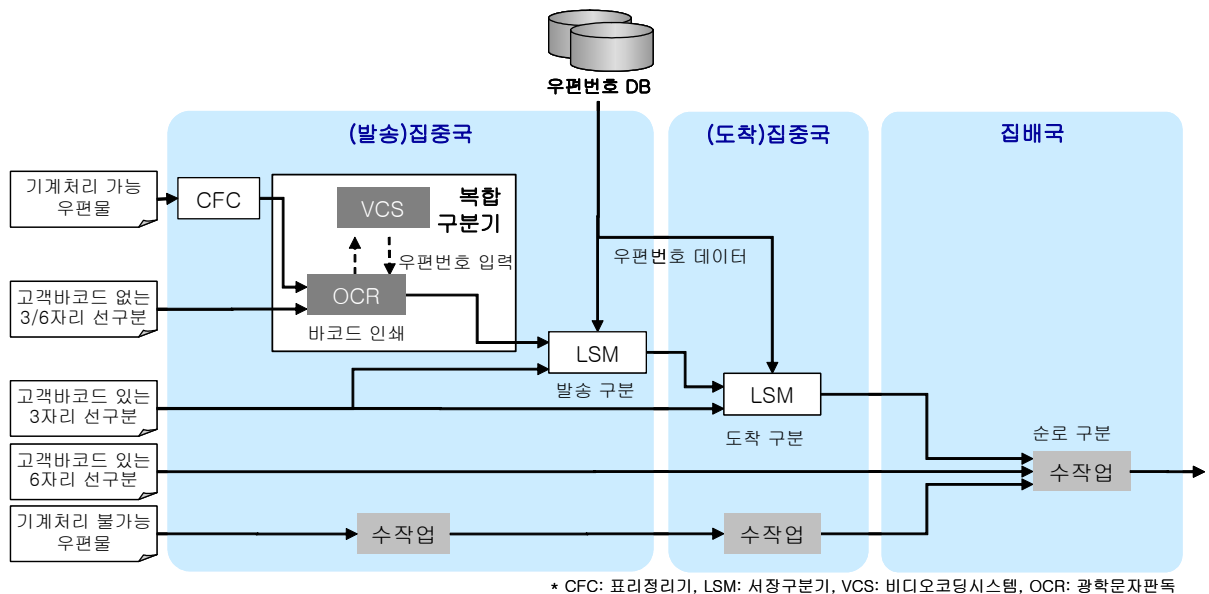 우편번호 DB
(발송)집중국
(도착)집중국
집배국
기계처리 가능
우편물
CFC
VCS
복합
구분기
우편번호 입력
우편번호 데이터
고객바코드 없는
3/6자리 선구분
OCR
바코드 인쇄
LSM
발송 구분
고객바코드 있는
3자리 선구분
LSM
도착 구분
순로 구분
고객바코드 있는
6자리 선구분
수작업
기계처리 불가능
우편물
수작업
수작업
* CFC: 표리정리기, LSM: 서장구분기, VCS: 비디오코딩시스템, OCR: 광학문자판독